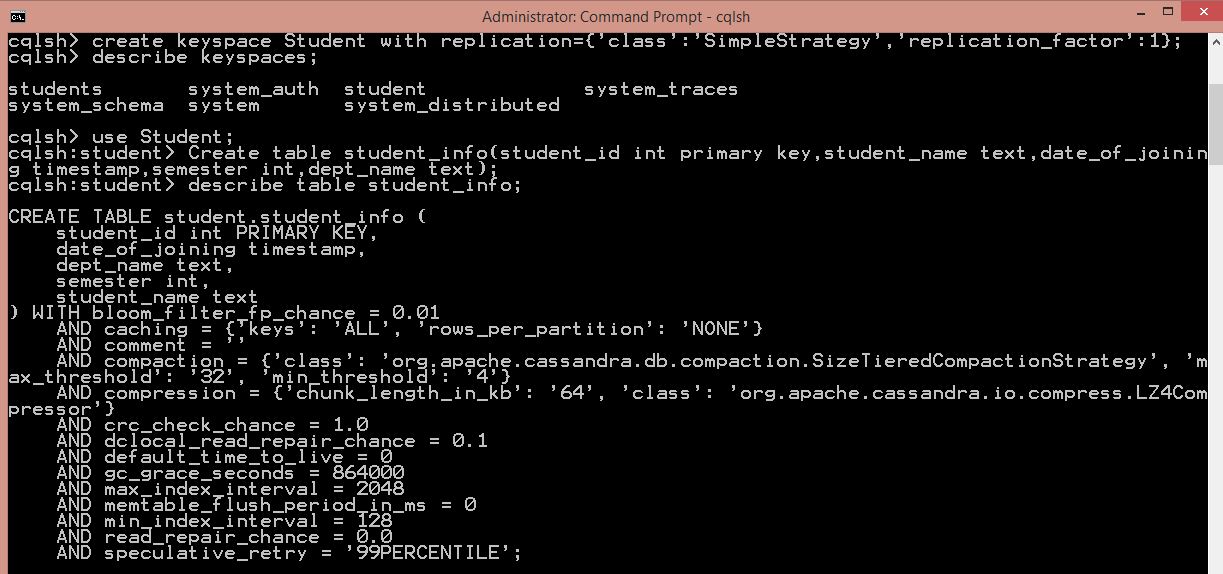 Administrator: Command Prompt - cqlsh
cqlsh> create keyspace Student with replication={'class':'SimpleStrategy','replication_factor':1};
cqlsh> describe keyspaces;
students       system_auth  student             system_traces
system_schema  system       system_distributed
cqlsh> use Student;
cqlsh:student> Create table student_info(student_id int primary key,student_name text,date_of_joinin
g timestamp,semester int,dept_name text);
cqlsh:student> describe table student_info;
CREATE TABLE student.student_info (
    student_id int PRIMARY KEY,
    date_of_joining timestamp,
    dept_name text,
    semester int,
    student_name text
) WITH bloom_filter_fp_chance = 0.01
    AND caching = {'keys': 'ALL', 'rows_per_partition': 'NONE'}
    AND comment = ''
    AND compaction = {'class': 'org.apache.cassandra.db.compaction.SizeTieredCompactionStrategy', 'm
ax_threshold': '32', 'min_threshold': '4'}
    AND compression = {'chunk_length_in_kb': '64', 'class': 'org.apache.cassandra.io.compress.LZ4Com
pressor'}
    AND crc_check_chance = 1.0
    AND dclocal_read_repair_chance = 0.1
    AND default_time_to_live = 0
    AND gc_grace_seconds = 864000
    AND max_index_interval = 2048
    AND memtable_flush_period_in_ms = 0
    AND min_index_interval = 128
    AND read_repair_chance = 0.0
    AND speculative_retry = '99PERCENTILE';